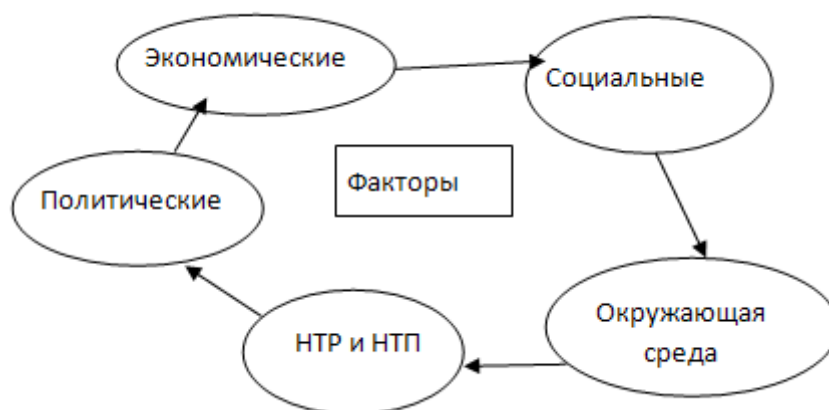 Экономические
Социальные
Факторы
Политические
Окружающая
среда
НТР и НТП